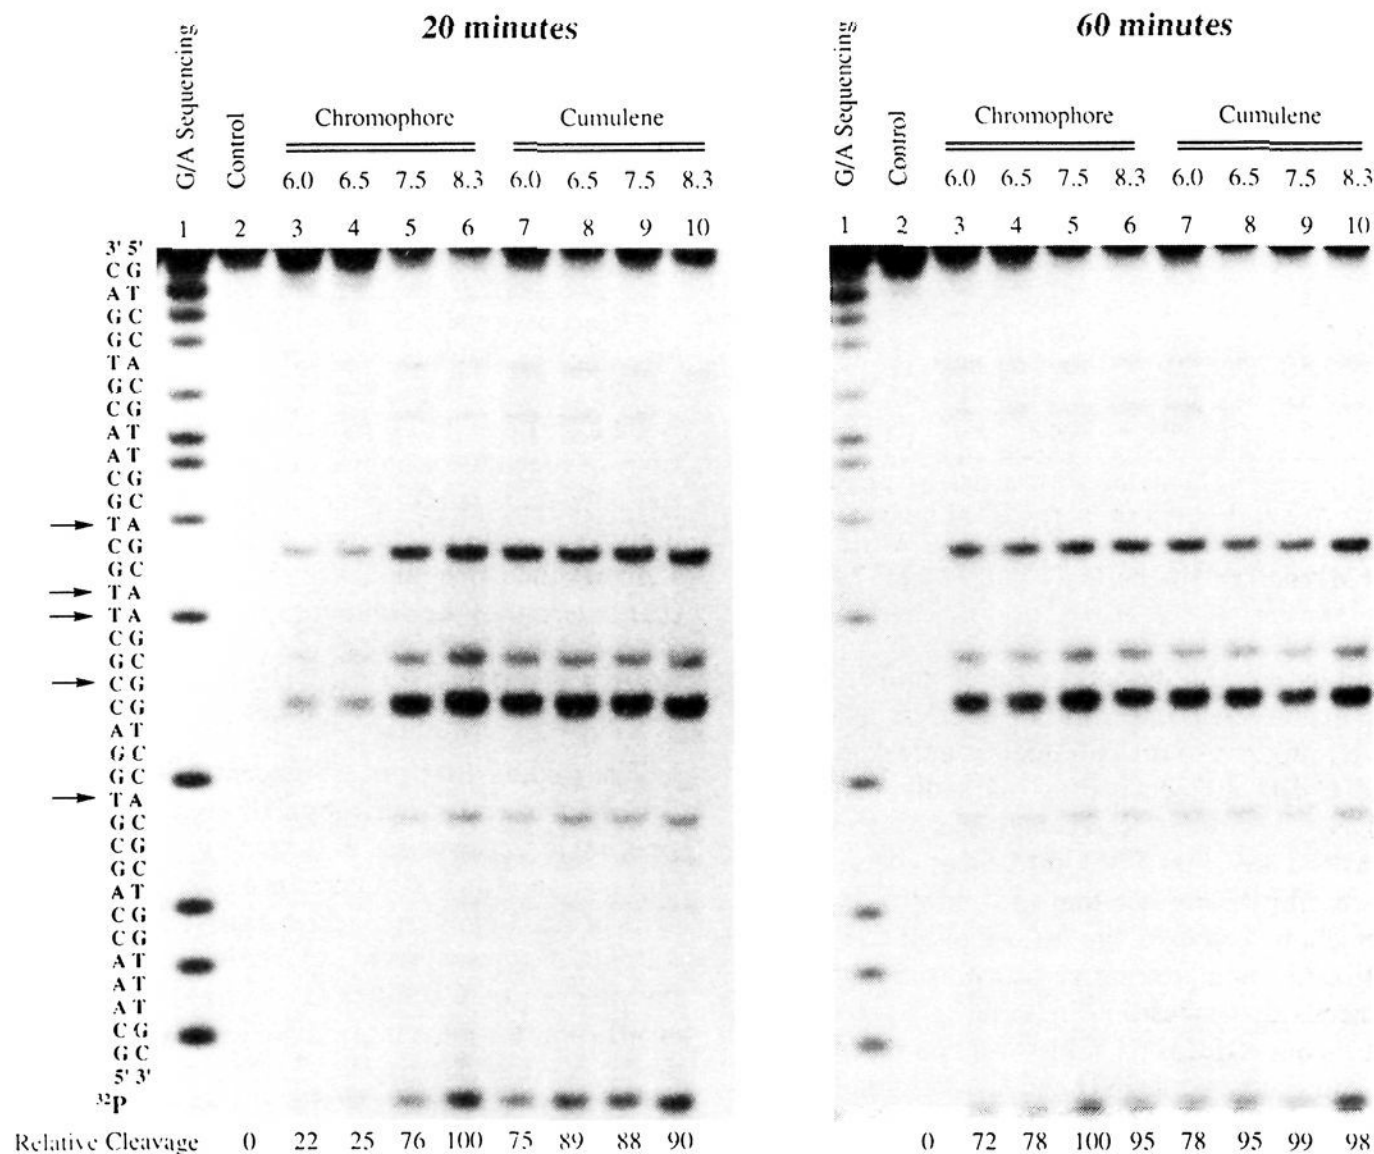 20 minutes
60 minutes
G/A Sequencing
Control
Chromophore
Cumulene
6.0 6.5 7.5 8.3 6.0 6.5 7.5 8.3
1 2 3 4 5 6 7 8 9 10
G/A Sequencing
Control
Chromophore
Cumulene
6.0 6.5 7.5 8.3 6.0 6.5 7.5 8.3
1 2 3 4 5 6 7 8 9 10
3' 5'
C G
A T
G C
G C
T A
G C
C G
A T
A T
C G
G C
T A
C G
G C
T A
T A
C G
G C
C G
C G
A T
G C
G C
T A
G C
C G
G C
A T
C G
C G
A T
A T
A T
C G
G C
5' 3'
32P
Relative Cleavage 0 22 25 76 100 75 89 88 90 0 72 78 100 95 78 95 99 98